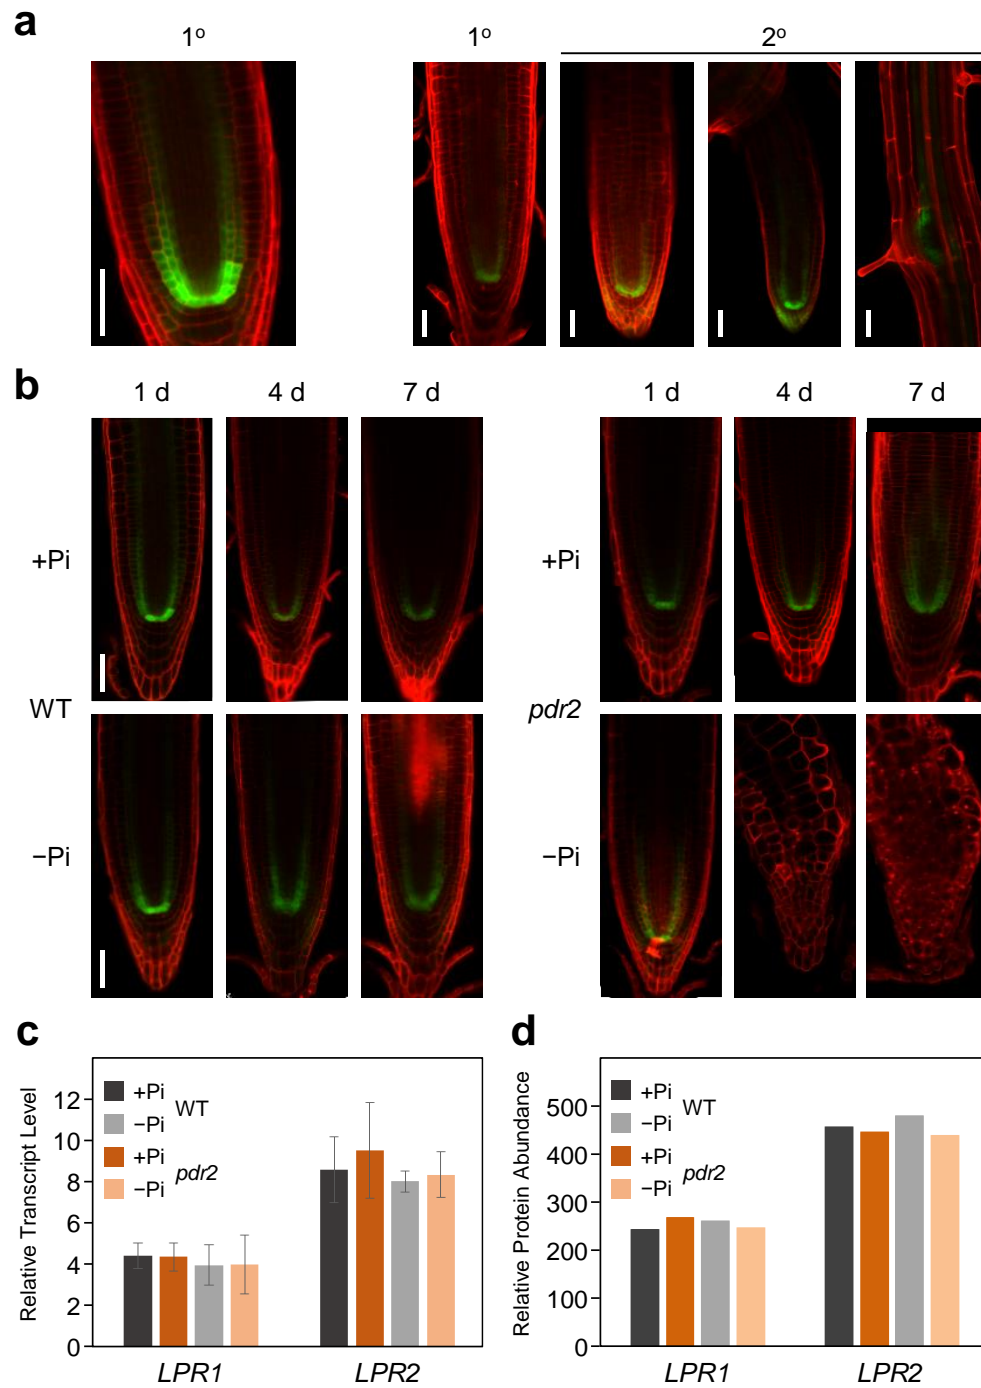 a
1º 1º 2º
b
1 d 4 d 7 d 1 d 4 d 7 d
+Pi +Pi
WT pdr2
−Pi −Pi
c
Relative Transcript Level
12
10
8
6
4
2
0
+Pi
−Pi
WT
+Pi
−Pi
pdr2
LPR1 LPR2
d
Relative Protein Abundance
500
400
300
200
100
0
+Pi
−Pi
WT
+Pi
−Pi
pdr2
LPR1 LPR2